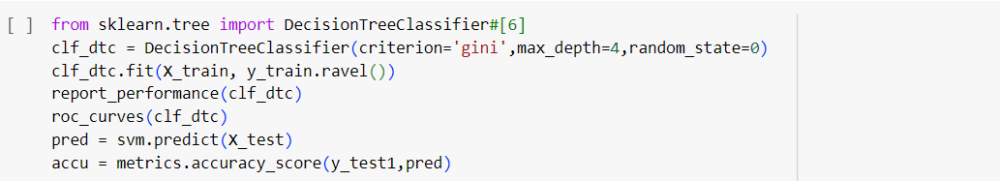 [ ] from sklearn.tree import DecisionTreeClassifier#[6]
clf_dtc = DecisionTreeClassifier(criterion='gini',max_depth=4,random_state=0)
clf_dtc.fit(X_train, y_train.ravel())
report_performance(clf_dtc)
roc_curves(clf_dtc)
pred = svm.predict(X_test)
accu = metrics.accuracy_score(y_test1,pred)